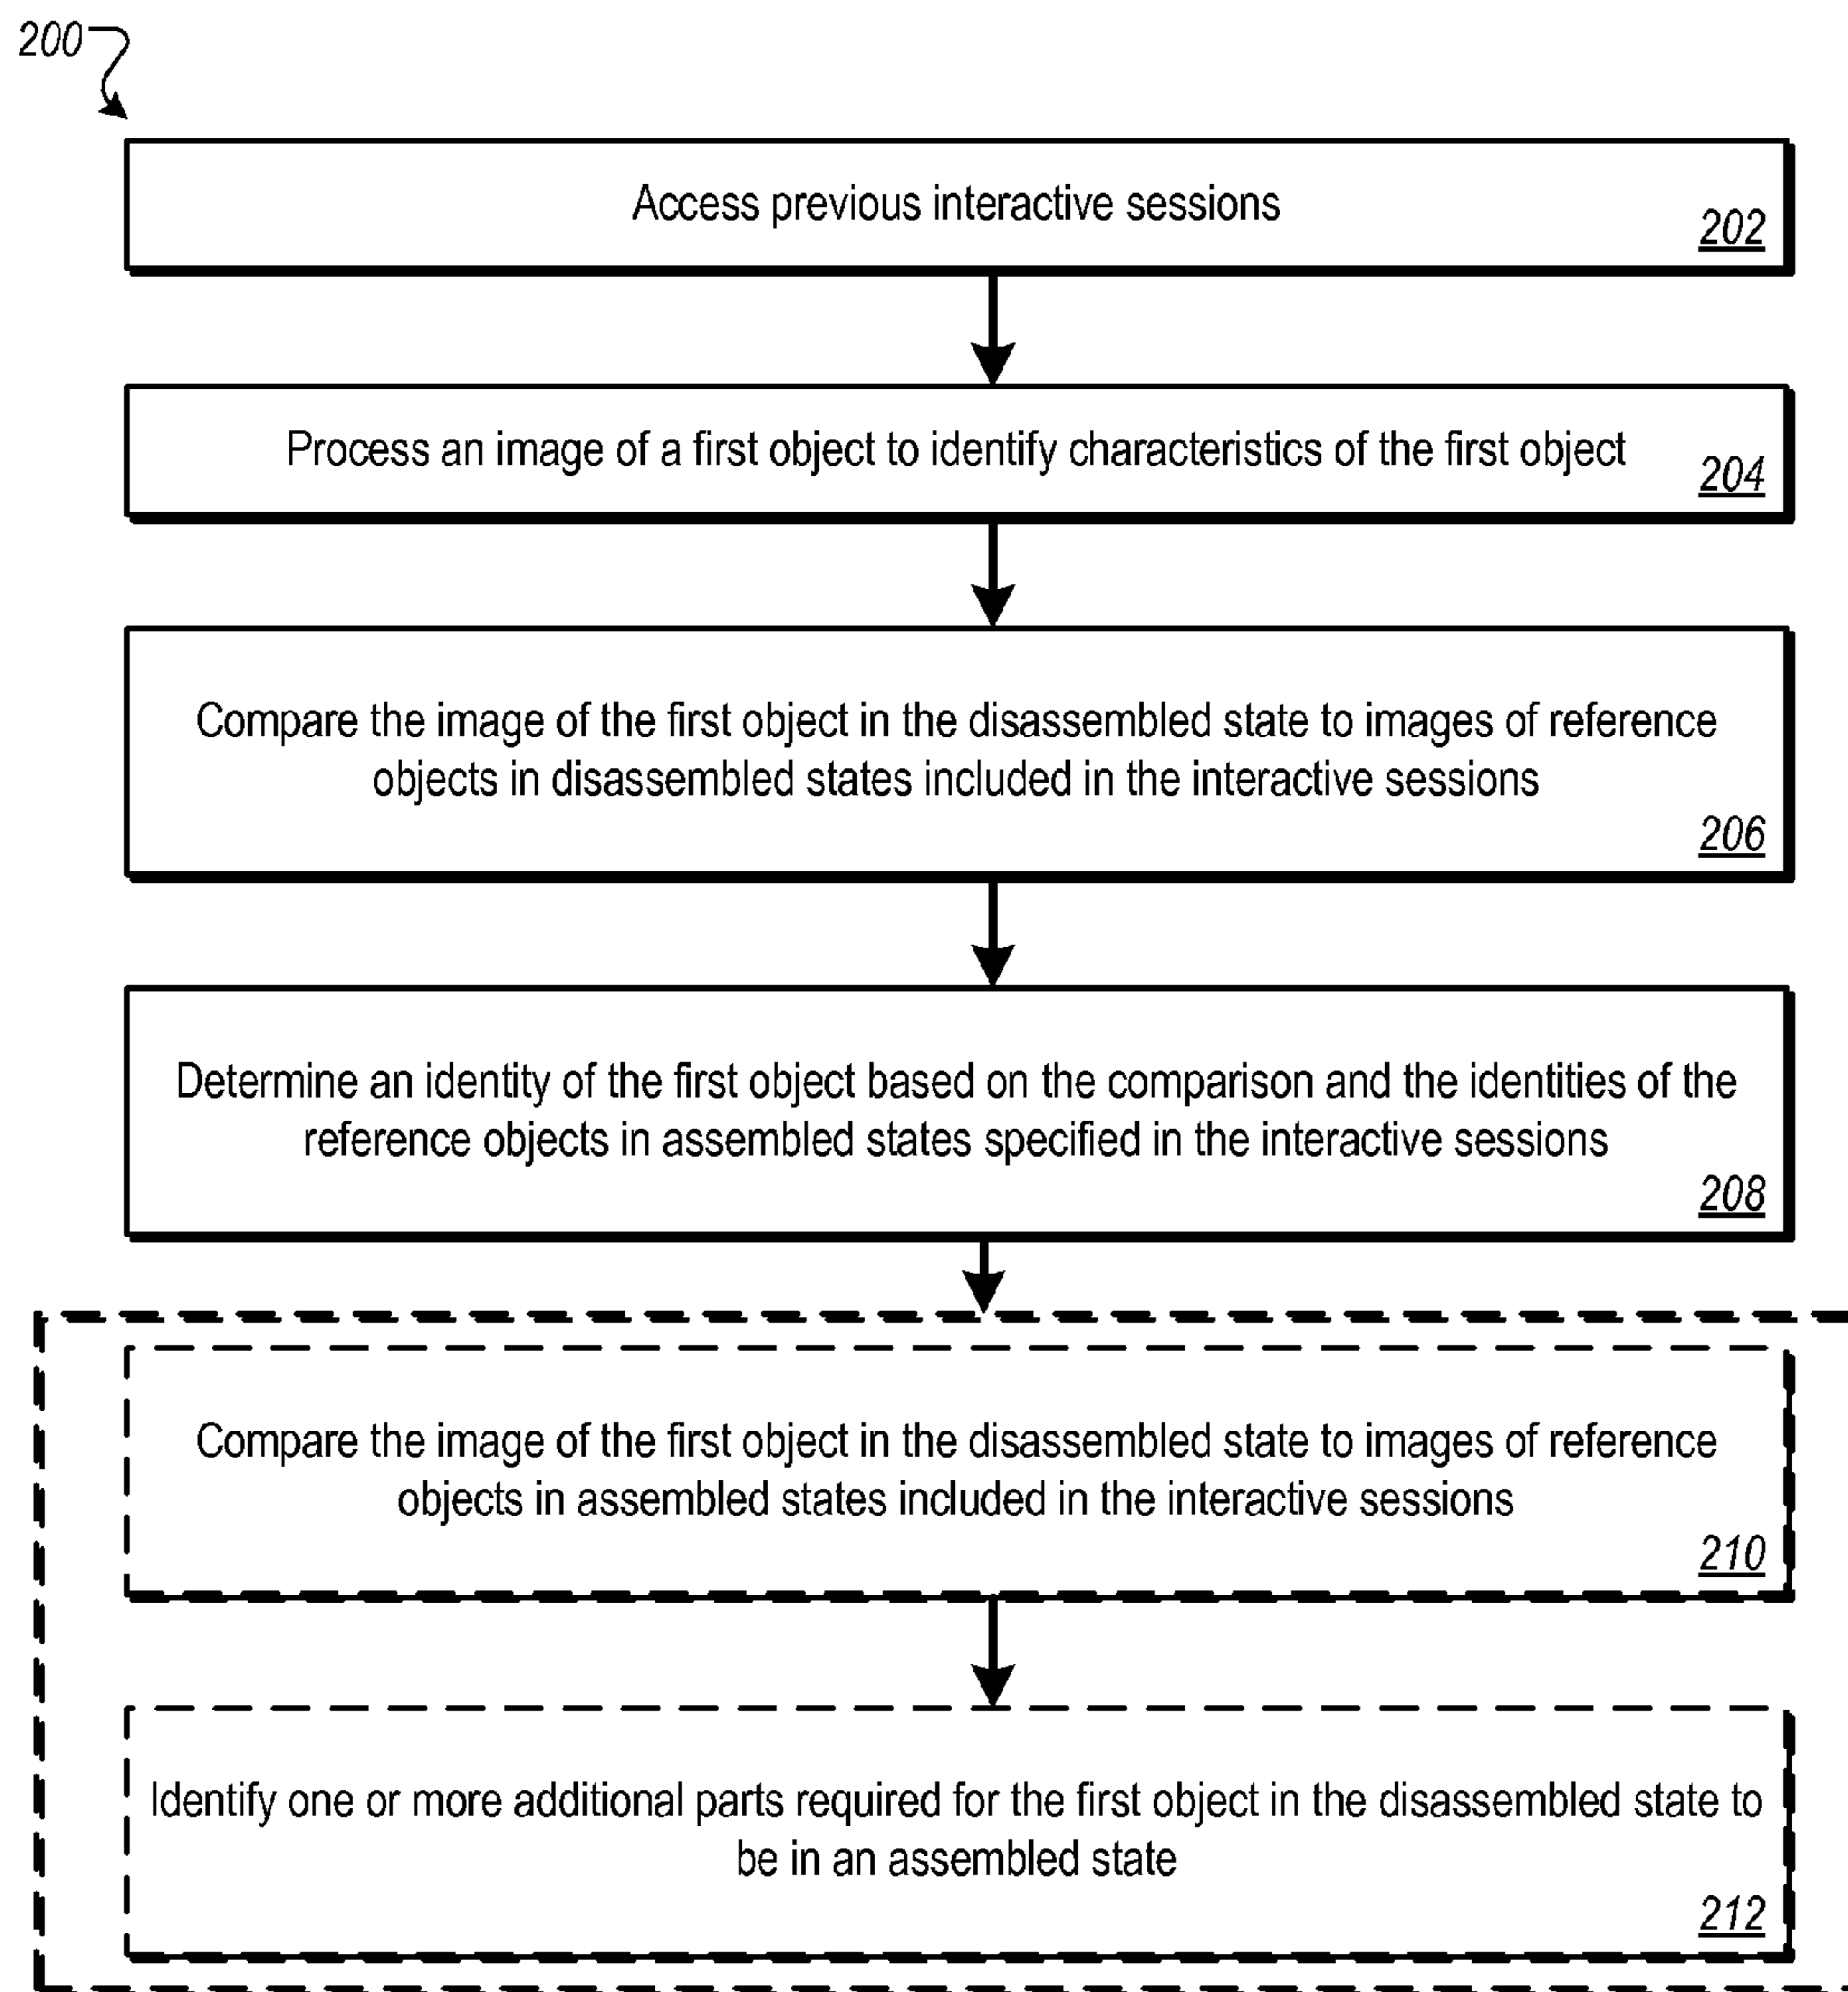 200
Access previous interactive sessions
202
Process an image of a first object to identify characteristics of the first object
204
Compare the image of the first object in the disassembled state to images of reference
objects in disassembled states included in the interactive sessions
206
Determine an identity of the first object based on the comparison and the identities of the
reference objects in assembled states specified in the interactive sessions
208
Compare the image of the first object in the disassembled state to images of reference
objects in assembled states included in the interactive sessions
210
Identify one or more additional parts required for the first object in the disassembled state to
be in an assembled state
212